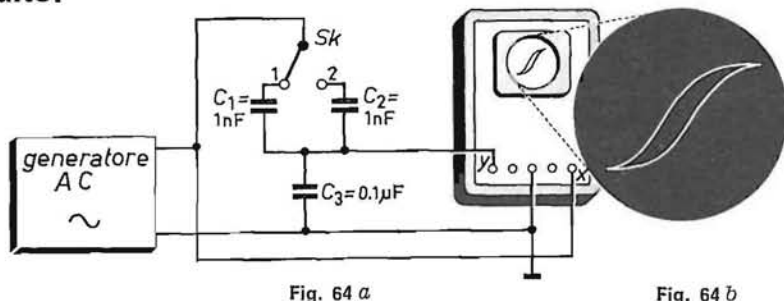 Sk
1 2
C₁=
1nF
C₂=
1nF
generatore
AC
~
C₃=0.1µF
y
x
Fig. 64 a
Fig. 64 b